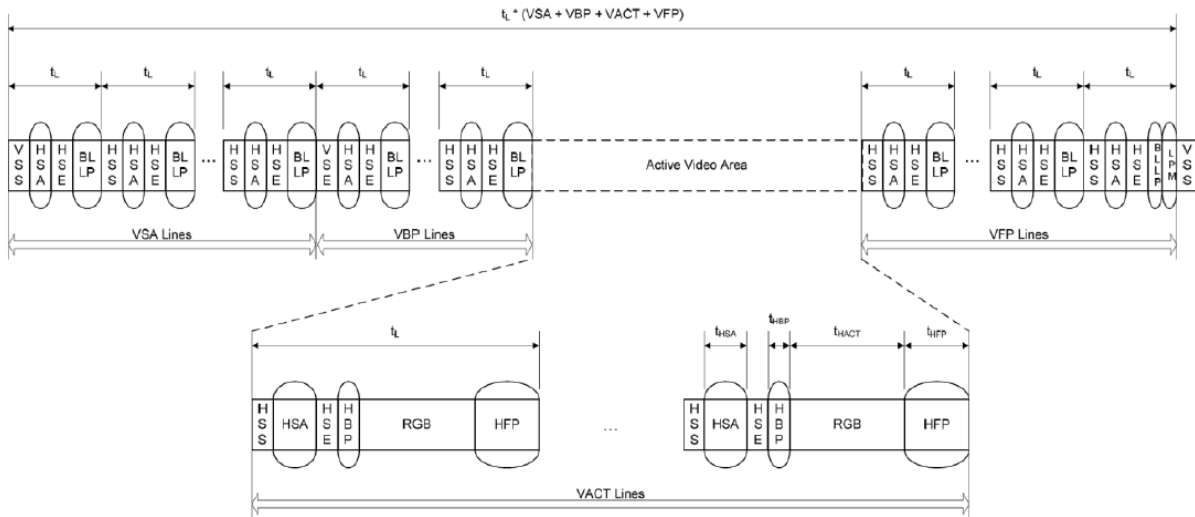 tL * (VSA + VBP + VACT + VFP)
tL tL tL tL tL tL tL tL
VSS HSA HSE BLLP HSS HSA HSE BLLP ... HSS HSA HSE BLLP VSE HSA HSE BLLP ... HSS HSA HSE BLLP Active Video Area HSS HSA HSE BLLP ... HSS HSA HSE BLLP HSS HSA HSE BLLP LPM VSS
VSA Lines VBP Lines VFP Lines
tL tHSA tHBP tHACT tHFP
HSS HSA HSE HBP RGB HFP ... HSS HSA HSE HBP RGB HFP
VACT Lines